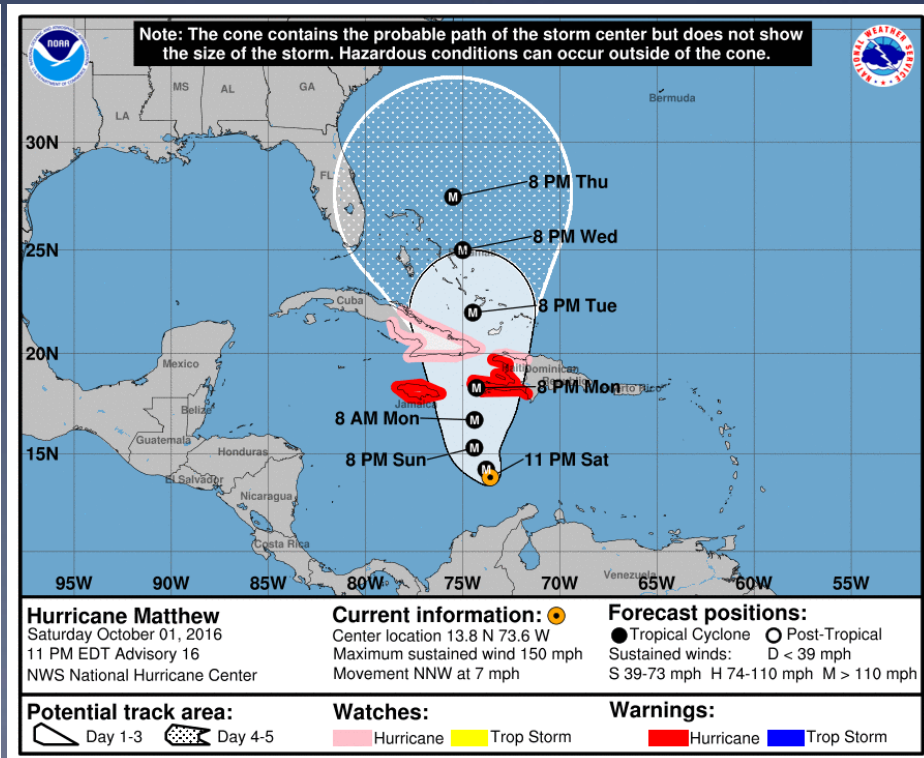 Note: The cone contains the probable path of the storm center but does not show
the size of the storm. Hazardous conditions can occur outside of the cone.
NOAA
NATIONAL WEATHER SERVICE
MS
AL
GA
LA
Bermuda
30N
FL
8 PM Thu
25N
8 PM Wed
Cuba
8 PM Tue
20N
Mexico
Dominican
8 PM Mon
Belize
Jamaica
8 AM Mon
Guatemala
Honduras
8 PM Sun
11 PM Sat
15N
El Salvador
Nicaragua
Costa Rica
Venezuela
95W 90W 85W 80W 75W 70W 65W 60W 55W
M
M
M
M
M
M
M
Hurricane Matthew
Saturday October 01, 2016
11 PM EDT Advisory 16
NWS National Hurricane Center
Current information:
Center location 13.8 N 73.6 W
Maximum sustained wind 150 mph
Movement NNW at 7 mph
Forecast positions:
Tropical Cyclone Post-Tropical
Sustained winds: D < 39 mph
S 39-73 mph H 74-110 mph M > 110 mph
Potential track area:
Day 1-3 Day 4-5
Watches:
Hurricane Trop Storm
Warnings:
Hurricane Trop Storm